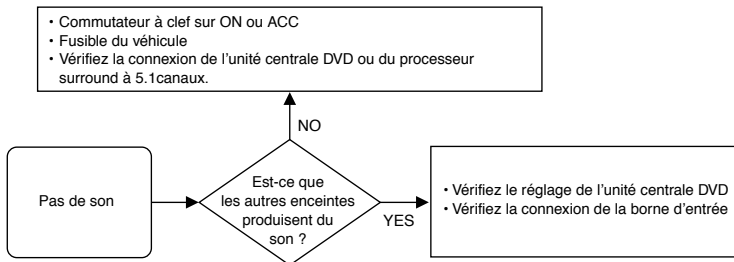 • Commutateur à clef sur ON ou ACC
• Fusible du véhicule
• Vérifiez la connexion de l'unité centrale DVD ou du processeur
surround à 5.1canaux.
NO
Pas de son
Est-ce que
les autres enceintes
produisent du
son ?
YES
• Vérifiez le réglage de l'unité centrale DVD
• Vérifiez la connexion de la borne d'entrée